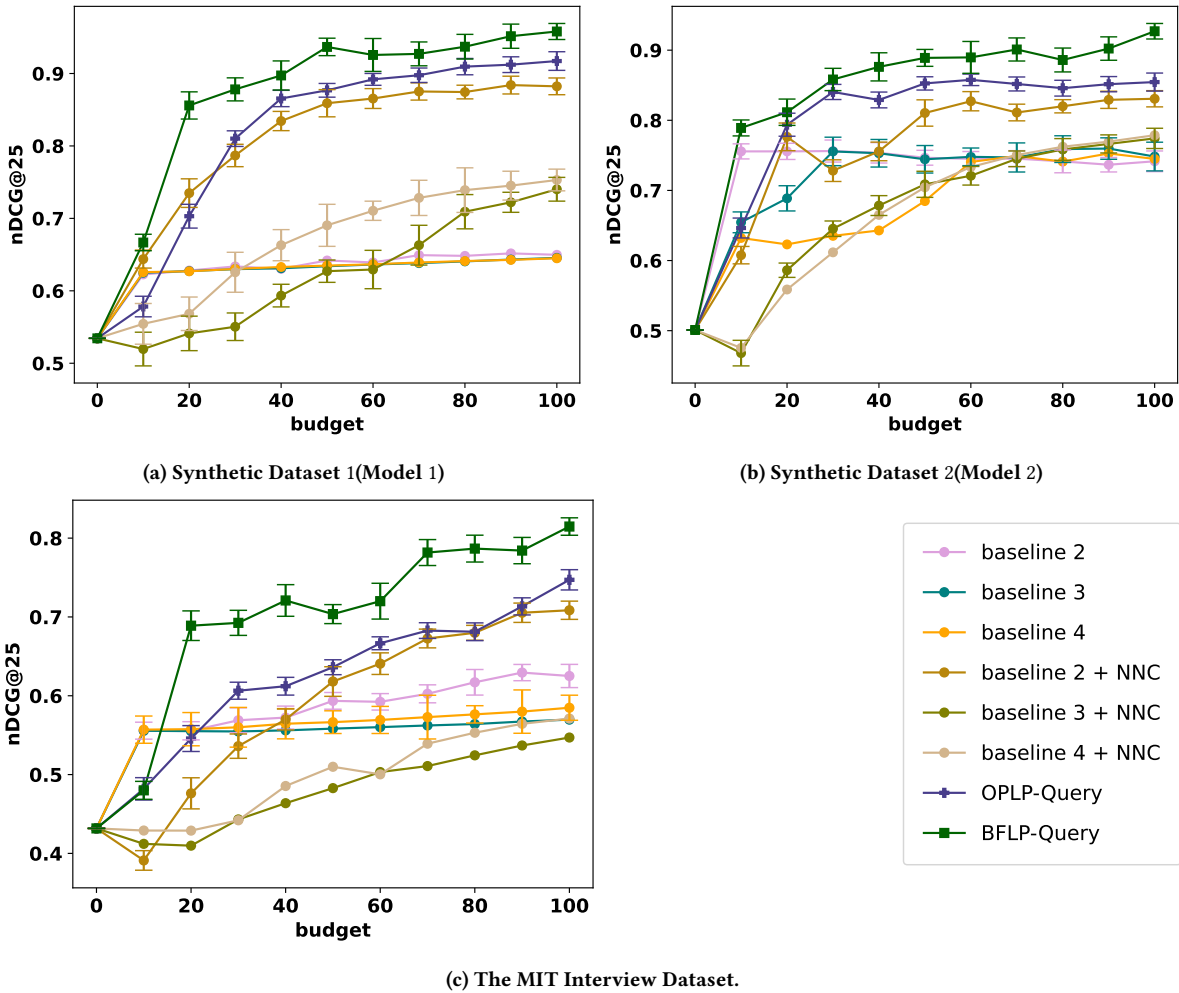 nDCG@25
0.9
0.8
0.7
0.6
0.5
0 20 40 60 80 100
budget
(a) Synthetic Dataset 1(Model 1)
nDCG@25
0.9
0.8
0.7
0.6
0.5
0 20 40 60 80 100
budget
(b) Synthetic Dataset 2(Model 2)
nDCG@25
0.8
0.7
0.6
0.5
0.4
0 20 40 60 80 100
budget
baseline 2
baseline 3
baseline 4
baseline 2 + NNC
baseline 3 + NNC
baseline 4 + NNC
OPLP-Query
BFLP-Query
(c) The MIT Interview Dataset.